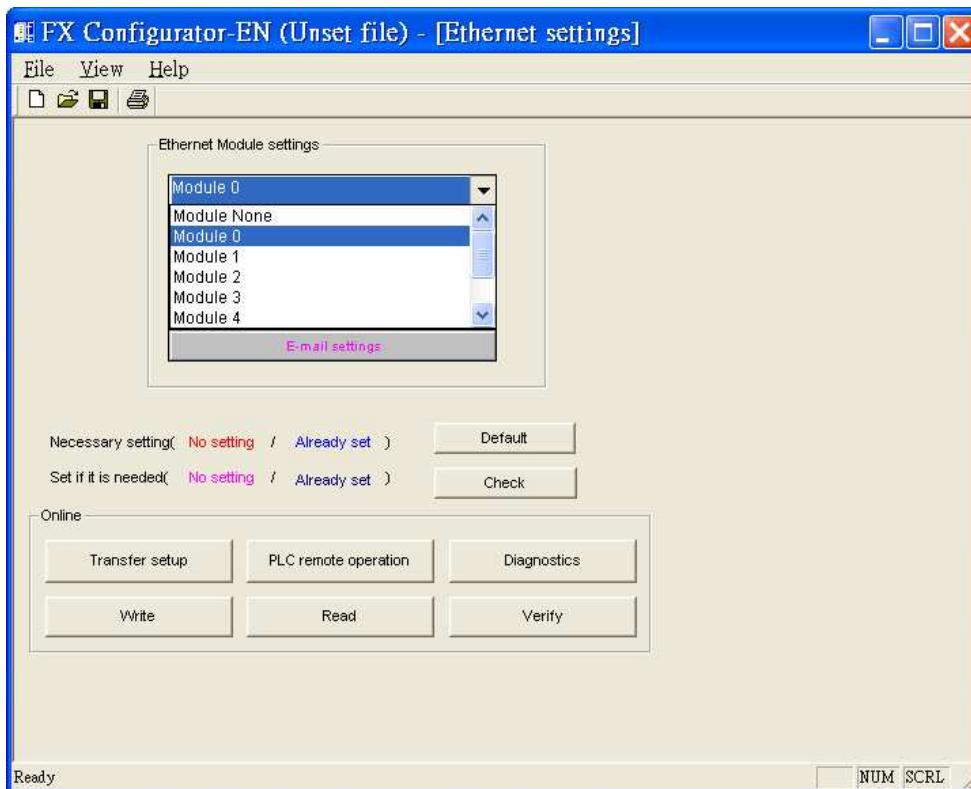 FX Configurator-EN (Unset file) - [Ethernet settings]
File View Help
Ethernet Module settings
Module 0
Module None
Module 0
Module 1
Module 2
Module 3
Module 4
E-mail settings
Necessary setting( No setting / Already set )
Default
Set if it is needed( No setting / Already set )
Check
Online
Transfer setup PLC remote operation Diagnostics
Write Read Verify
Ready NUM SCRL